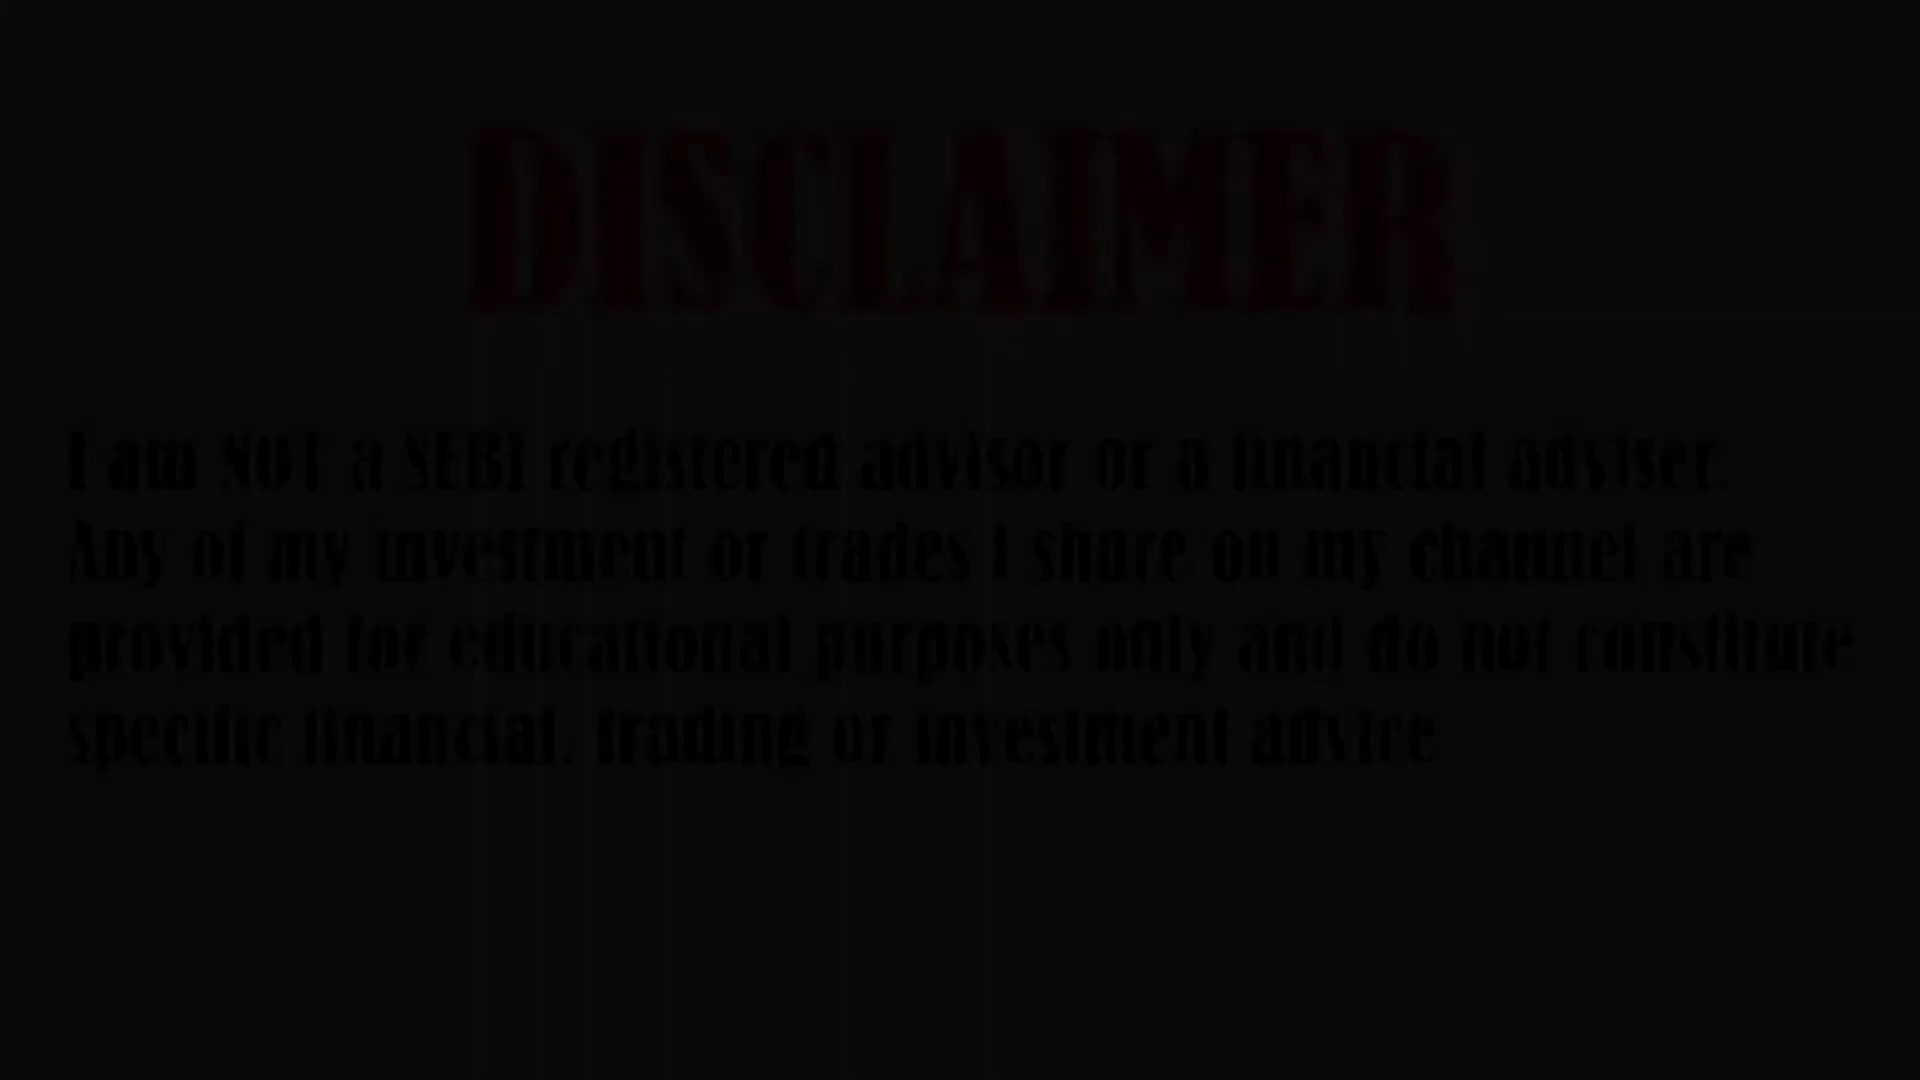 DISCLAIMER
I am NOT a SEBI registered advisor or a financial adviser.
Any of my investment or trades I share on my channel are
provided for educational purposes only and do not constitute
specific financial, trading or investment advice